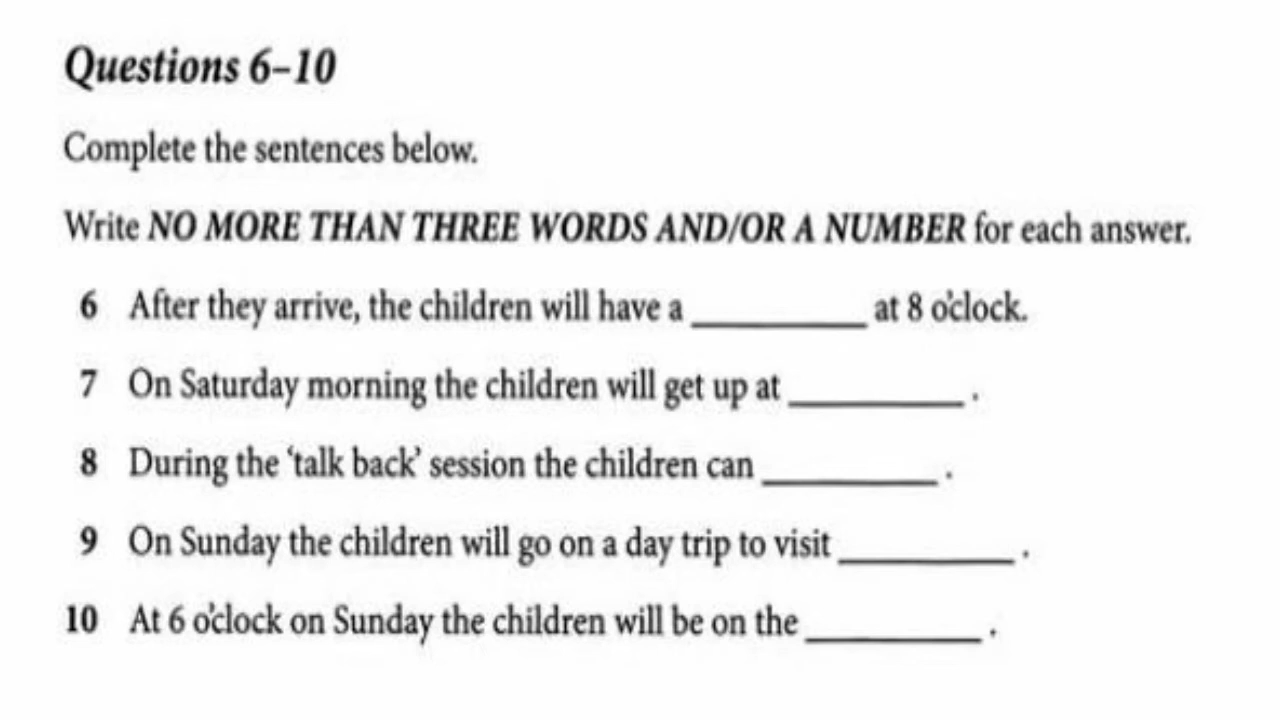 Questions 6–10
Complete the sentences below.
Write NO MORE THAN THREE WORDS AND/OR A NUMBER for each answer.
6 After they arrive, the children will have a __________ at 8 o'clock.
7 On Saturday morning the children will get up at __________ .
8 During the 'talk back' session the children can __________ .
9 On Sunday the children will go on a day trip to visit __________ .
10 At 6 o'clock on Sunday the children will be on the __________ .